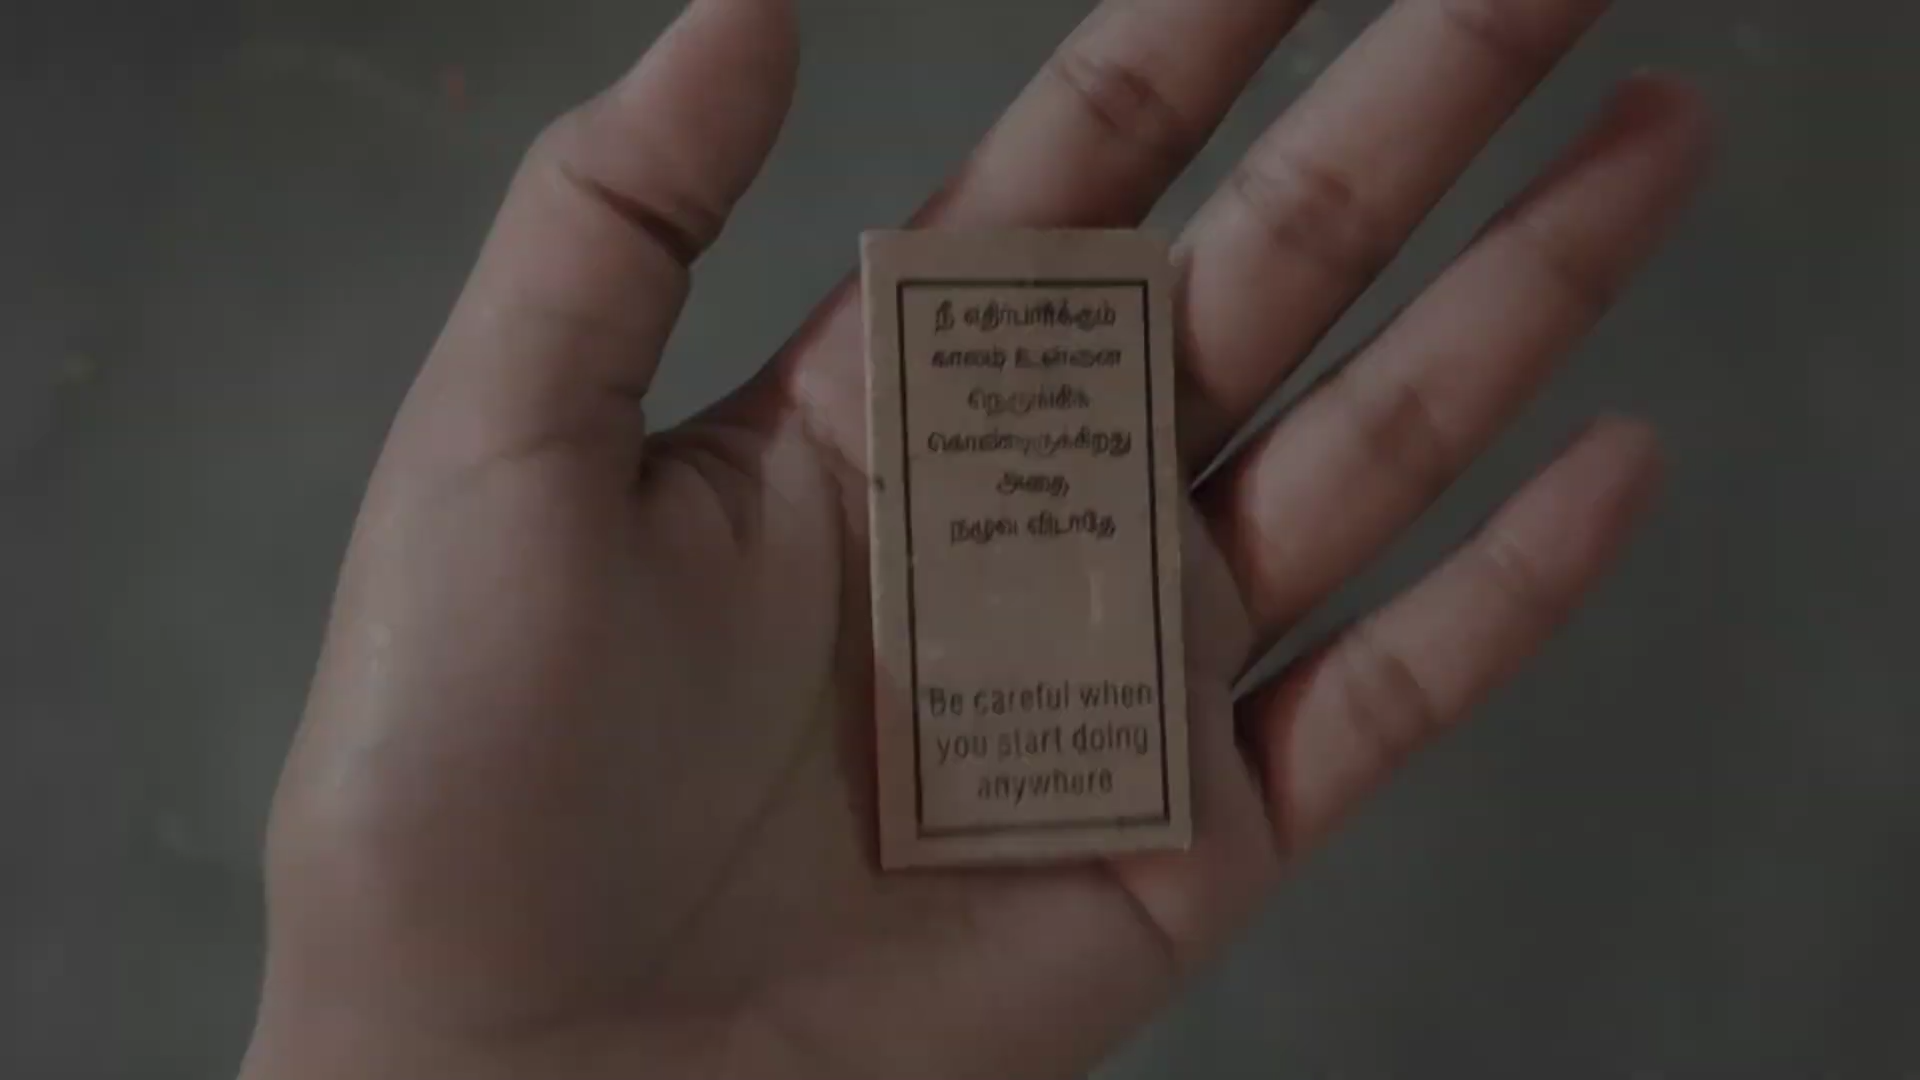 நீ எதிர்பார்க்கும்
காலம் உன்னை
நெருங்கிக்
கொண்டிருக்கிறது
அதை
நழுவ விடாதே
Be careful when
you start doing
anywhere